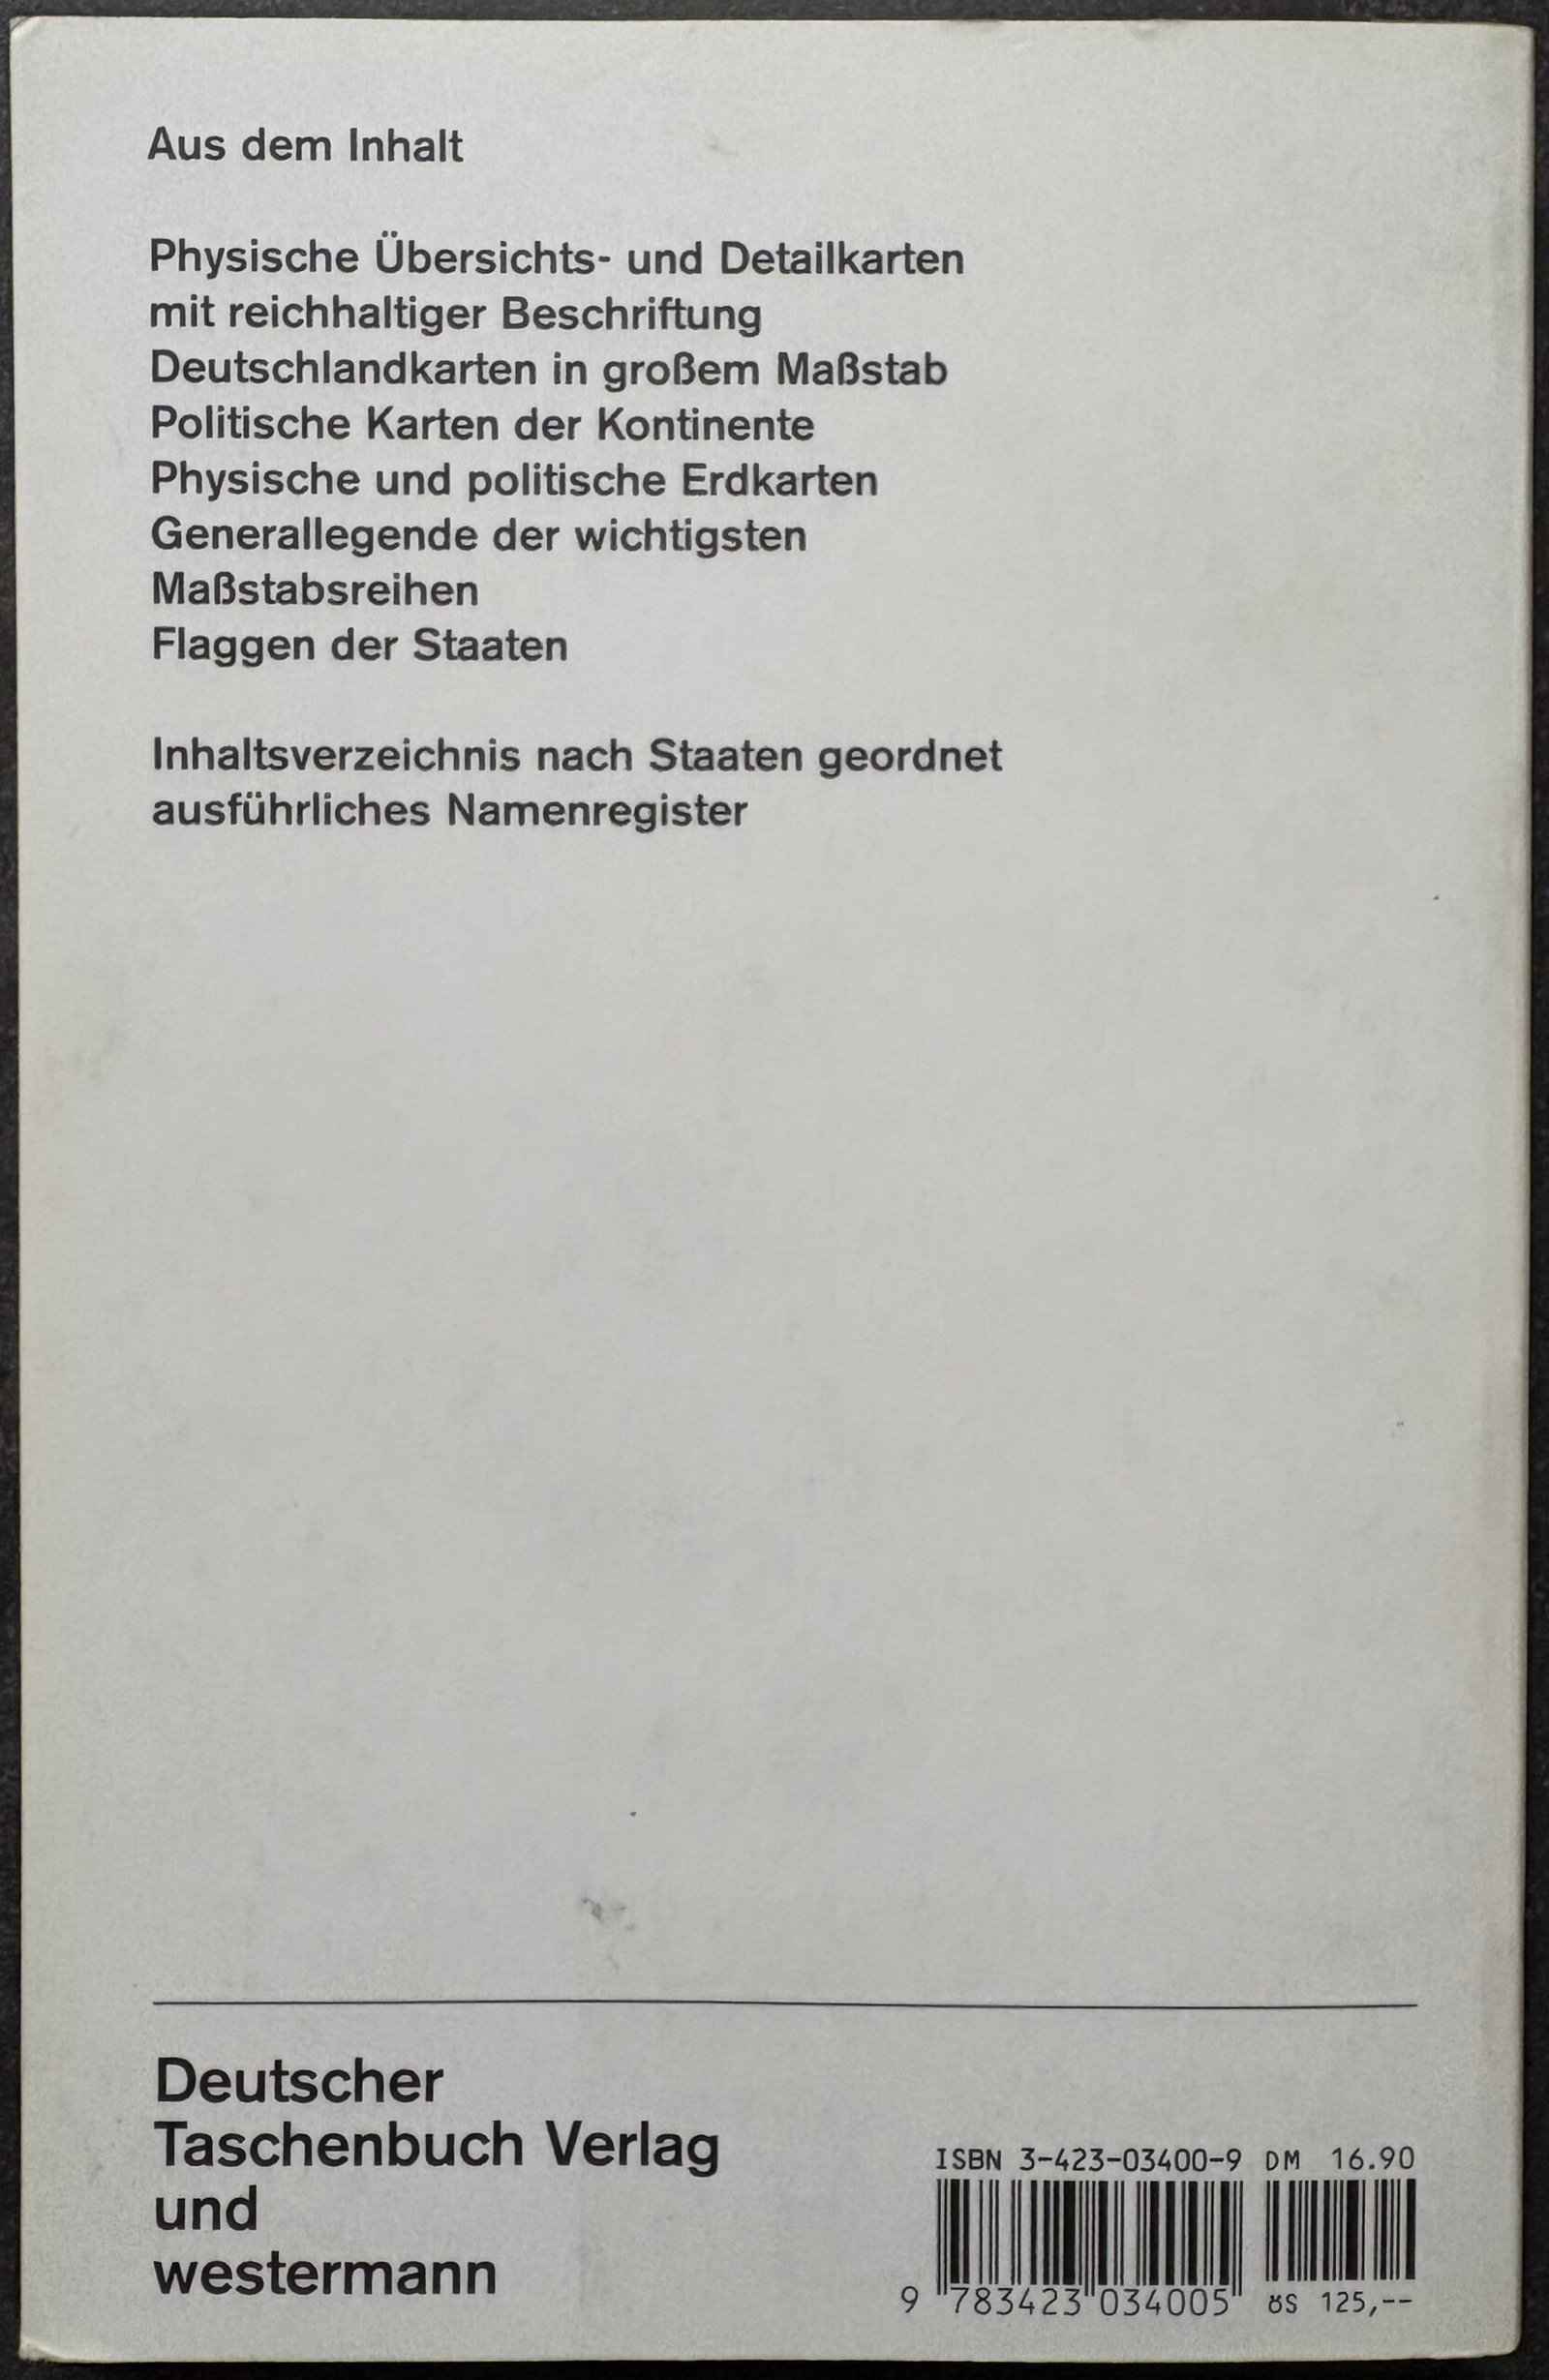 Aus dem Inhalt
Physische Übersichts- und Detailkarten
mit reichhaltiger Beschriftung
Deutschlandkarten in großem Maßstab
Politische Karten der Kontinente
Physische und politische Erdkarten
Generallegende der wichtigsten
Maßstabsreihen
Flaggen der Staaten
Inhaltsverzeichnis nach Staaten geordnet
ausführliches Namenregister
Deutscher
Taschenbuch Verlag
und
westermann
ISBN 3-423-03400-9 DM 16.90
9 783423 034005 öS 125,--